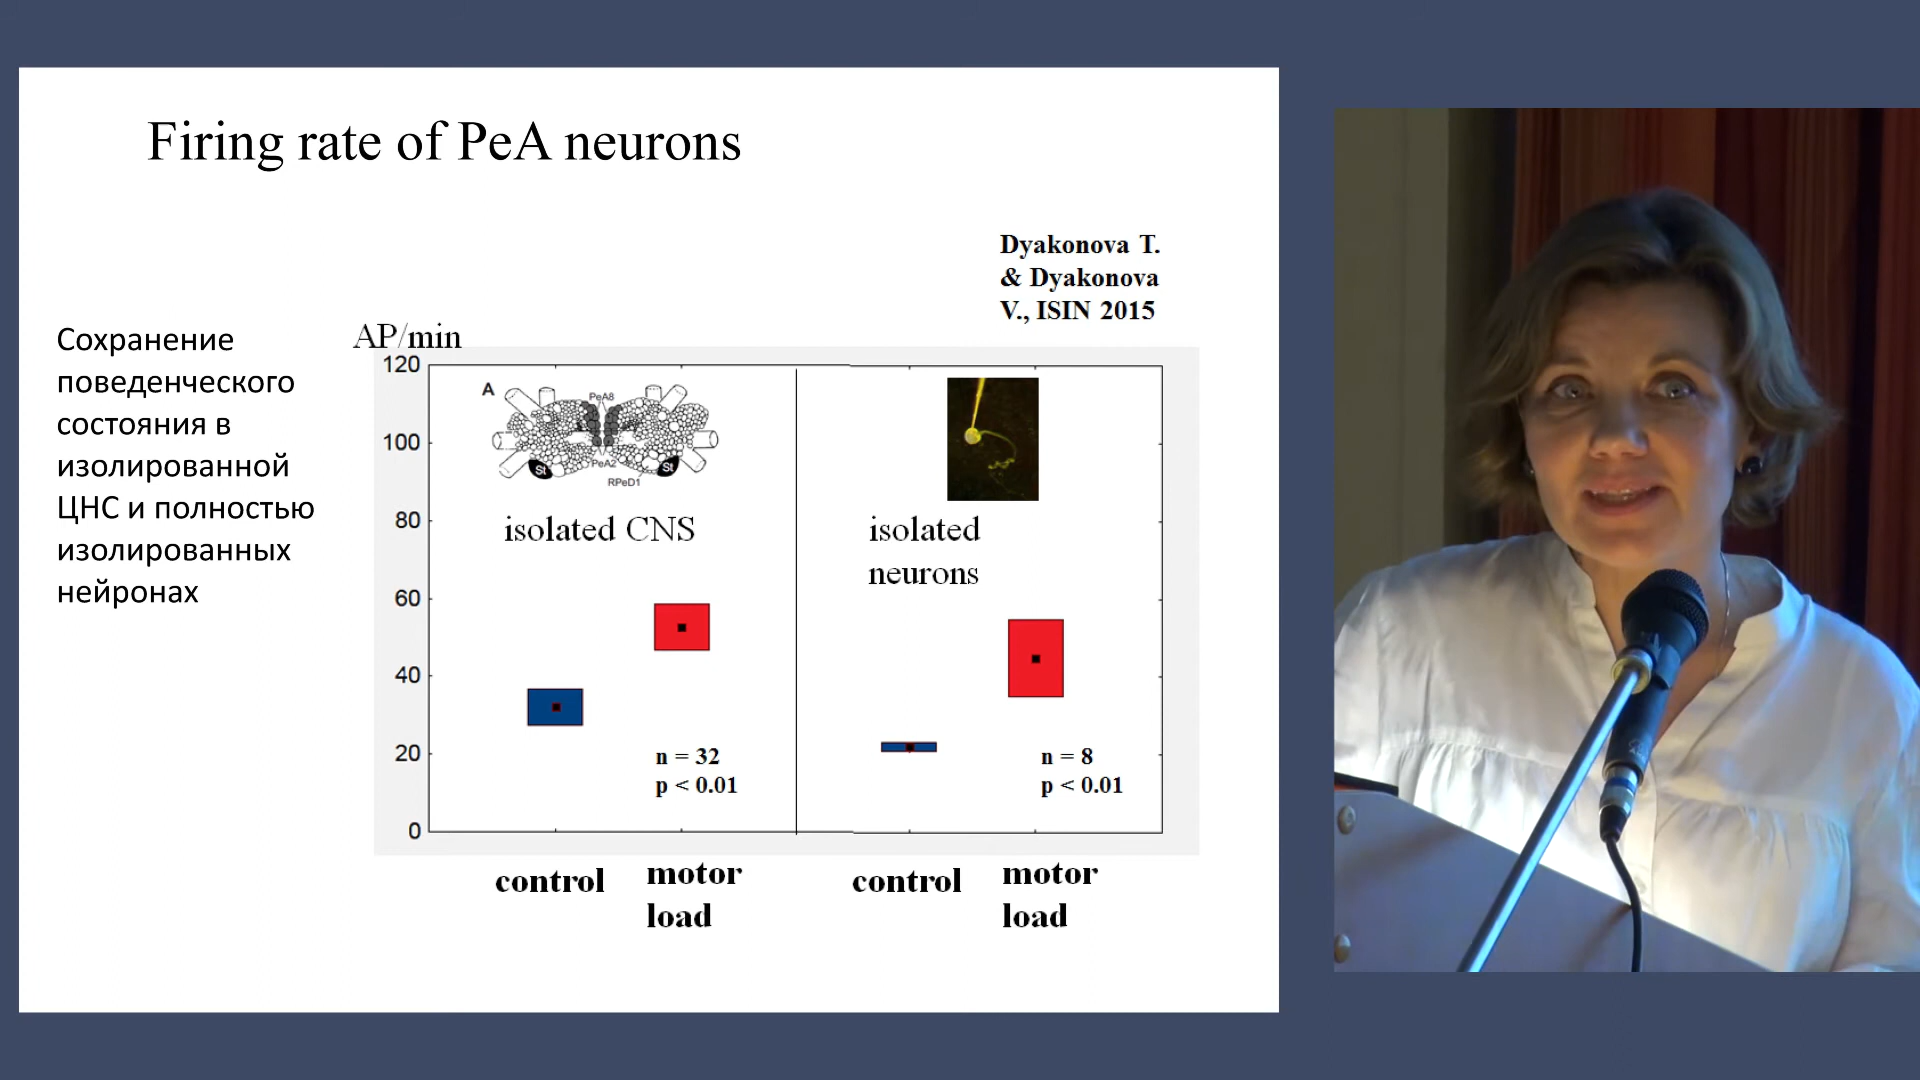 Firing rate of PeA neurons
Dyakonova T.
& Dyakonova
V., ISIN 2015
Сохранение
поведенческого
состояния в
изолированной
ЦНС и полностью
изолированных
нейронах
AP/min
120
100
80
60
40
20
0
A
PeA8
PeA2
St
St
RPeD1
isolated CNS
isolated
neurons
n = 32
p < 0.01
n = 8
p < 0.01
control
motor
load
control
motor
load